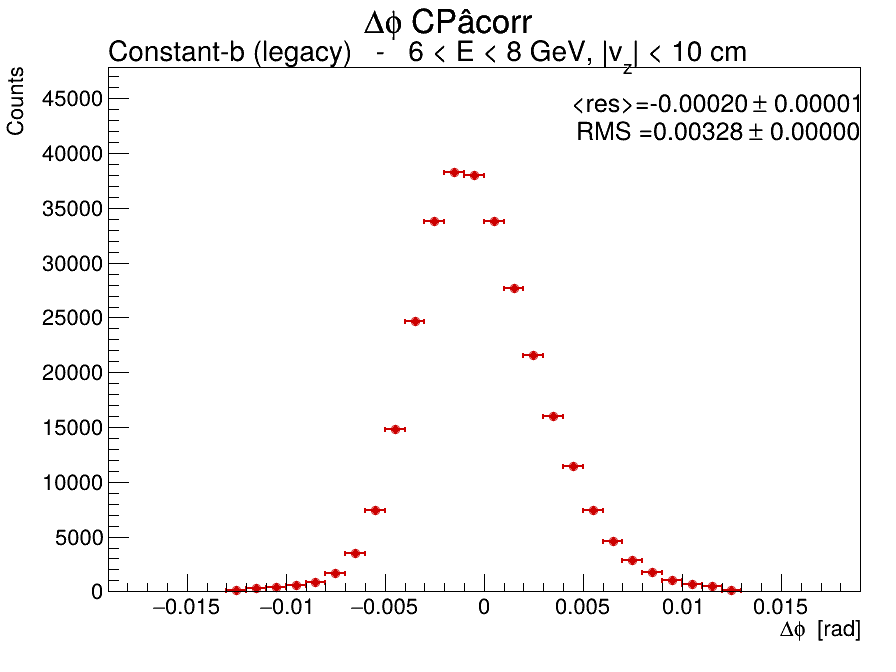 Δϕ CPâcorr
Constant-b (legacy) - 6 < E < 8 GeV, |v_z| < 10 cm
Counts
<res>=-0.00020 ± 0.00001
RMS =0.00328 ± 0.00000
45000
40000
35000
30000
25000
20000
15000
10000
5000
0
−0.015 −0.01 −0.005 0 0.005 0.01 0.015
Δϕ [rad]